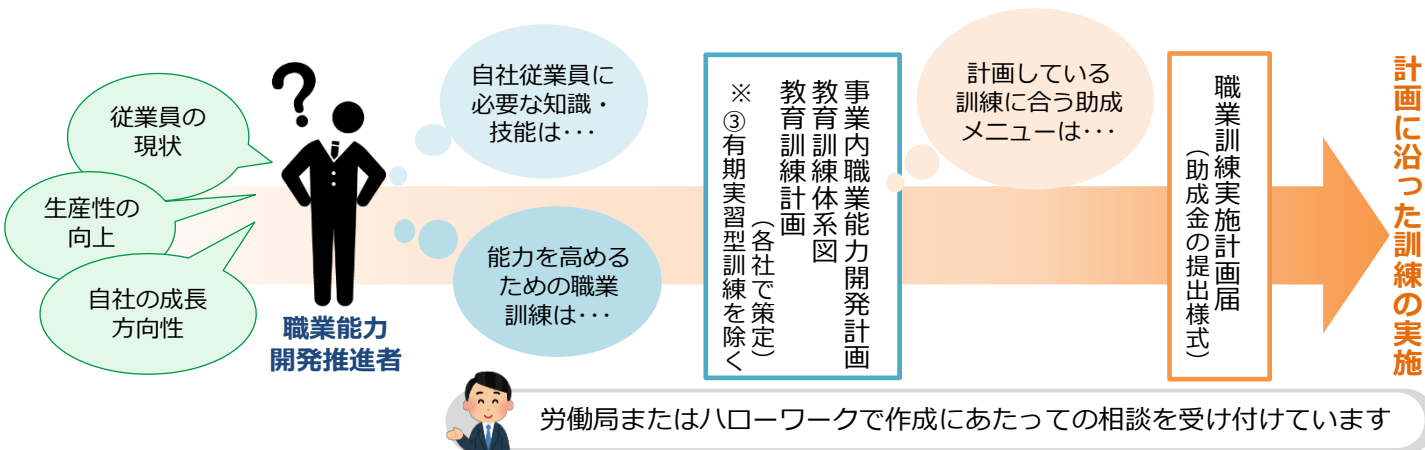 従業員の
現状
生産性の
向上
自社の成長
方向性
?
職業能力
開発推進者
自社従業員に
必要な知識・
技能は・・・
能力を高める
ための職業
訓練は・・・
事業内職業能力開発計画
教育訓練体系図
教育訓練計画
（各社で策定）
※③有期実習型訓練を除く
計画している
訓練に合う助成
メニューは・・・
職業訓練実施計画届
（助成金の提出様式）
計画に沿った訓練の実施
労働局またはハローワークで作成にあたっての相談を受け付けています